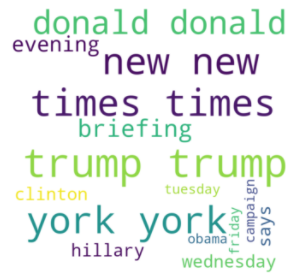 donald donald
evening
new new
times times
briefing
trump trump
clinton
tuesday
york york
campaign
says
friday
obama
hillary
wednesday